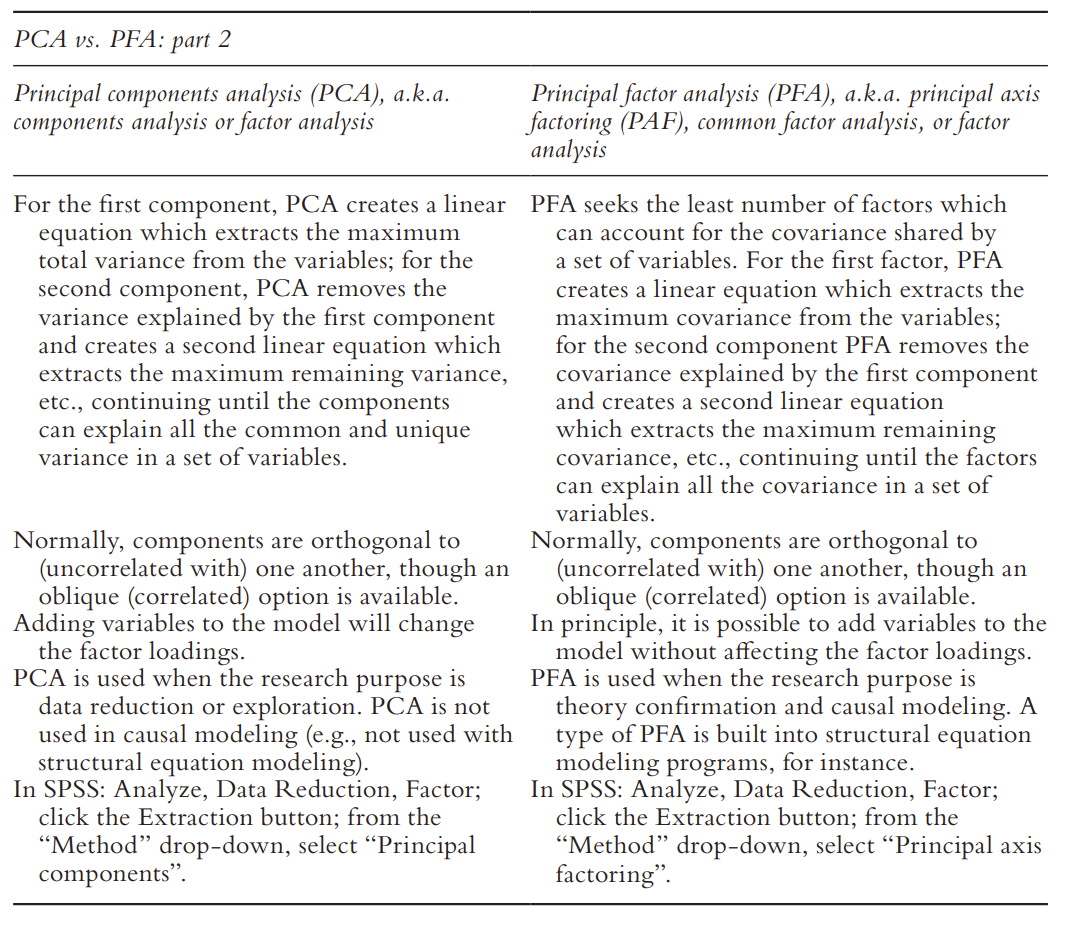 PCA vs. PFA: part 2
Principal components analysis (PCA), a.k.a.
components analysis or factor analysis
Principal factor analysis (PFA), a.k.a. principal axis
factoring (PAF), common factor analysis, or factor
analysis
For the first component, PCA creates a linear
equation which extracts the maximum
total variance from the variables; for the
second component, PCA removes the
variance explained by the first component
and creates a second linear equation which
extracts the maximum remaining variance,
etc., continuing until the components
can explain all the common and unique
variance in a set of variables.
PFA seeks the least number of factors which
can account for the covariance shared by
a set of variables. For the first factor, PFA
creates a linear equation which extracts the
maximum covariance from the variables;
for the second component PFA removes the
covariance explained by the first component
and creates a second linear equation
which extracts the maximum remaining
covariance, etc., continuing until the factors
can explain all the covariance in a set of
variables.
Normally, components are orthogonal to
(uncorrelated with) one another, though an
oblique (correlated) option is available.
Normally, components are orthogonal to
(uncorrelated with) one another, though an
oblique (correlated) option is available.
Adding variables to the model will change
the factor loadings.
In principle, it is possible to add variables to the
model without affecting the factor loadings.
PCA is used when the research purpose is
data reduction or exploration. PCA is not
used in causal modeling (e.g., not used with
structural equation modeling).
PFA is used when the research purpose is
theory confirmation and causal modeling. A
type of PFA is built into structural equation
modeling programs, for instance.
In SPSS: Analyze, Data Reduction, Factor;
click the Extraction button; from the
“Method” drop-down, select “Principal
components”.
In SPSS: Analyze, Data Reduction, Factor;
click the Extraction button; from the
“Method” drop-down, select “Principal axis
factoring”.